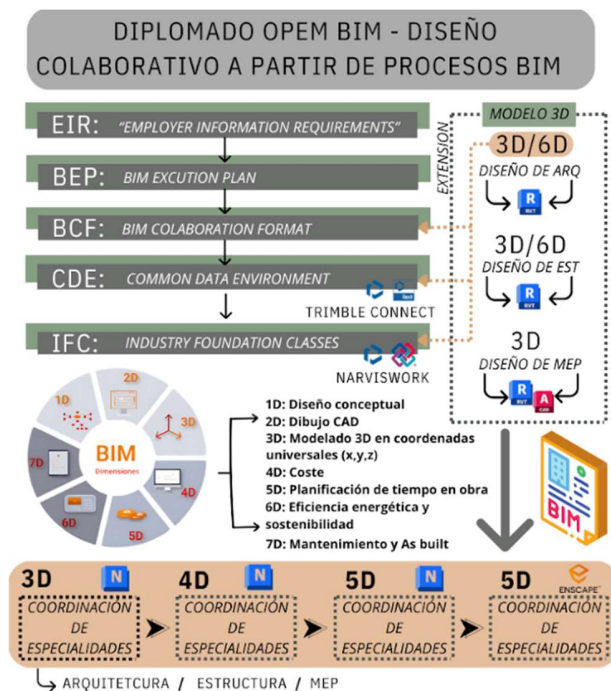 DIPLOMADO OPEM BIM - DISEÑO
COLABORATIVO A PARTIR DE PROCESOS BIM
EIR: "EMPLOYER INFORMATION REQUIREMENTS"
BEP: BIM EXCUTION PLAN
BCF: BIM COLABORATION FORMAT
CDE: COMMON DATA ENVIRONMENT
TRIMBLE CONNECT
IFC: INDUSTRY FOUNDATION CLASSES
NARVISWORK
EXTENSION
MODELO 3D
3D/6D
DISEÑO DE ARQ
R
RVT
3D/6D
DISEÑO DE EST
R
RVT
3D
DISEÑO DE MEP
R
RVT
A
1D
2D
3D
4D
5D
6D
7D
BIM
Dimensiones
1D: Diseño conceptual
2D: Dibujo CAD
3D: Modelado 3D en coordenadas
universales (x,y,z)
4D: Coste
5D: Planificación de tiempo en obra
6D: Eficiencia energética y
sostenibilidad
7D: Mantenimiento y As built
BIM
3D N
COORDINACIÓN
DE
ESPECIALIDADES
4D N
COORDINACIÓN
DE
ESPECIALIDADES
5D N
COORDINACIÓN
DE
ESPECIALIDADES
5D ENSCAPE
COORDINACIÓN
DE
ESPECIALIDADES
ARQUITETCURA / ESTRUCTURA / MEP